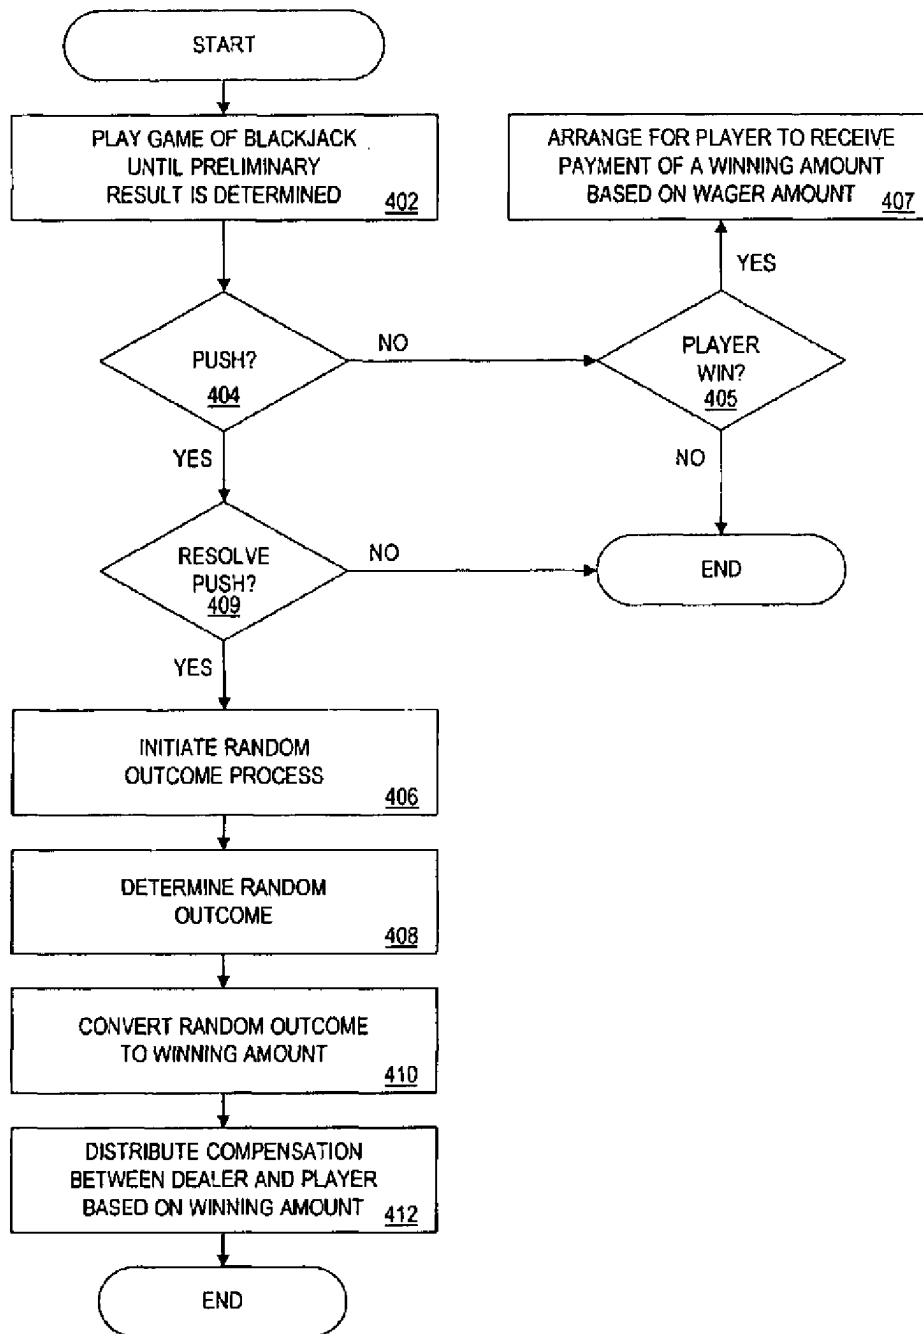 START
PLAY GAME OF BLACKJACK
UNTIL PRELIMINARY
RESULT IS DETERMINED
402
ARRANGE FOR PLAYER TO RECEIVE
PAYMENT OF A WINNING AMOUNT
BASED ON WAGER AMOUNT
407
YES
PUSH?
404
NO
PLAYER
WIN?
405
YES
NO
RESOLVE
PUSH?
409
NO
END
YES
INITIATE RANDOM
OUTCOME PROCESS
406
DETERMINE RANDOM
OUTCOME
408
CONVERT RANDOM OUTCOME
TO WINNING AMOUNT
410
DISTRIBUTE COMPENSATION
BETWEEN DEALER AND PLAYER
BASED ON WINNING AMOUNT
412
END